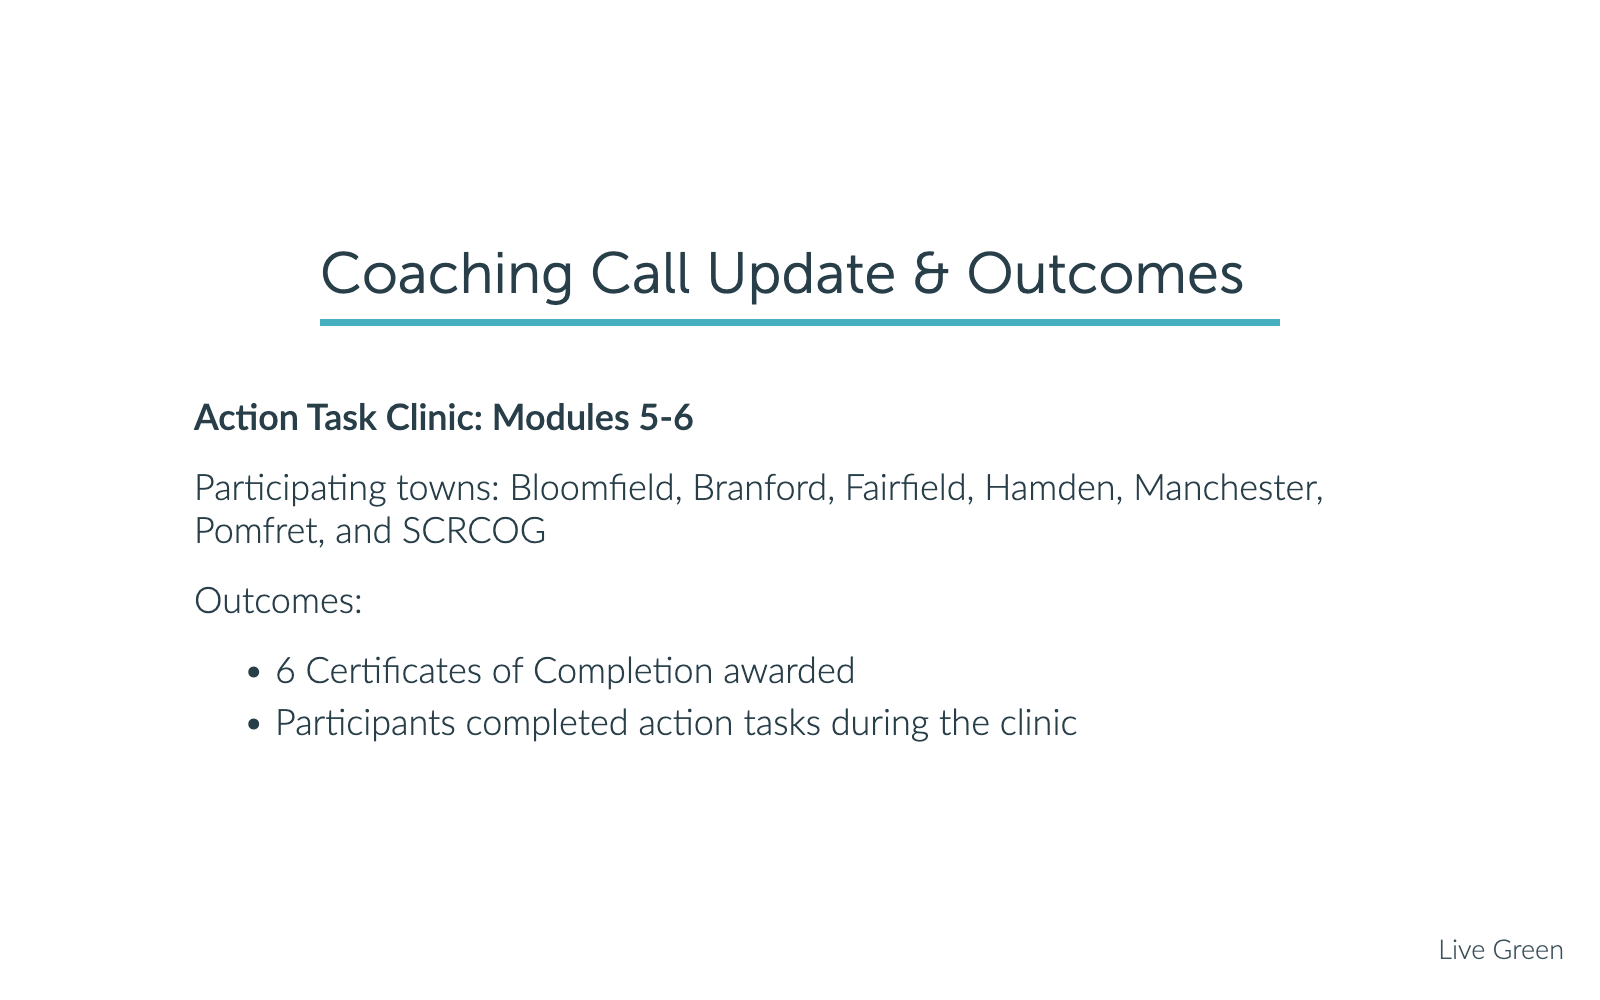 Coaching Call Update & Outcomes
Action Task Clinic: Modules 5-6
Participating towns: Bloomfield, Branford, Fairfield, Hamden, Manchester,
Pomfret, and SCRCOG
Outcomes:
• 6 Certificates of Completion awarded
• Participants completed action tasks during the clinic
Live Green